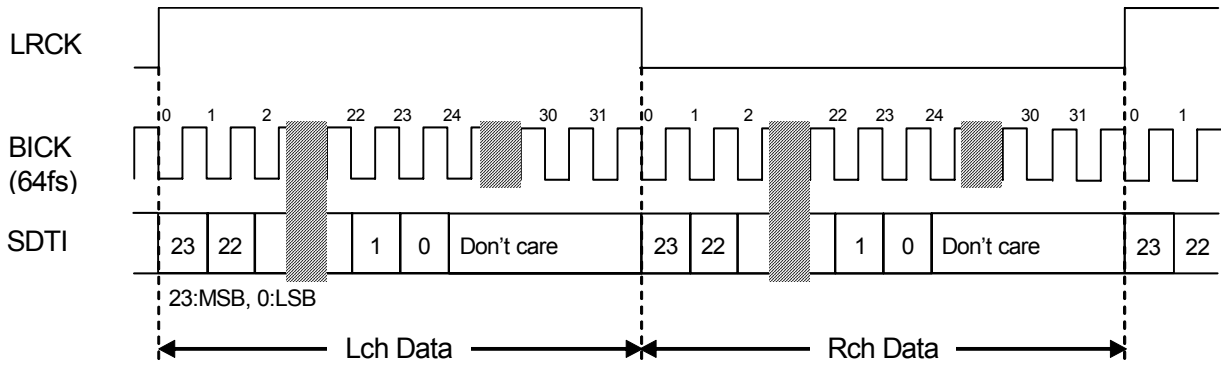 LRCK
0 1 2 22 23 24 30 31 0 1 2 22 23 24 30 31 0 1
BICK
(64fs)
SDTI 23 22 1 0 Don't care 23 22 1 0 Don't care 23 22
23:MSB, 0:LSB
Lch Data Rch Data